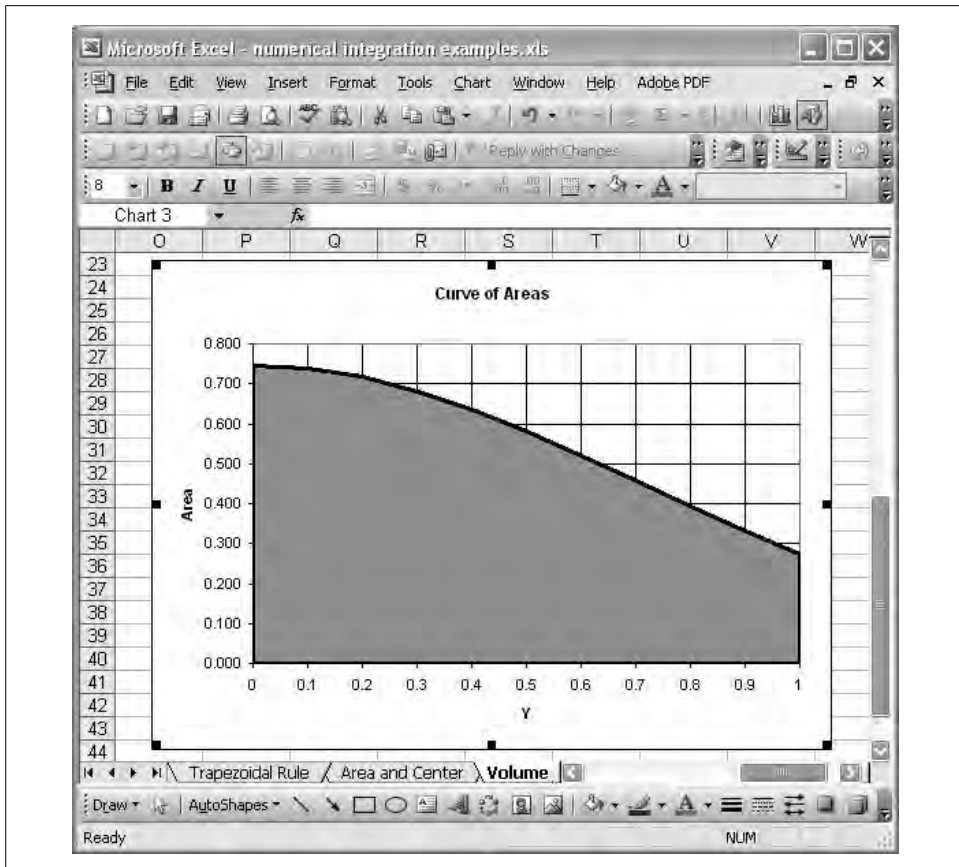 Microsoft Excel - numerical integration examples.xls
File Edit View Insert Format Tools Chart Window Help Adobe PDF
Reply with Changes...
8 B I U A
Chart 3 fx
O P Q R S T U V W
23
24
25
26
27
28
29
30
31
32
33
34
35
36
37
38
39
40
41
42
43
44
Curve of Areas
0.800
0.700
0.600
0.500
0.400
0.300
0.200
0.100
0.000
Area
0 0.1 0.2 0.3 0.4 0.5 0.6 0.7 0.8 0.9 1
Y
Trapezoidal Rule / Area and Center \ Volume
Draw AutoShapes A
Ready NUM